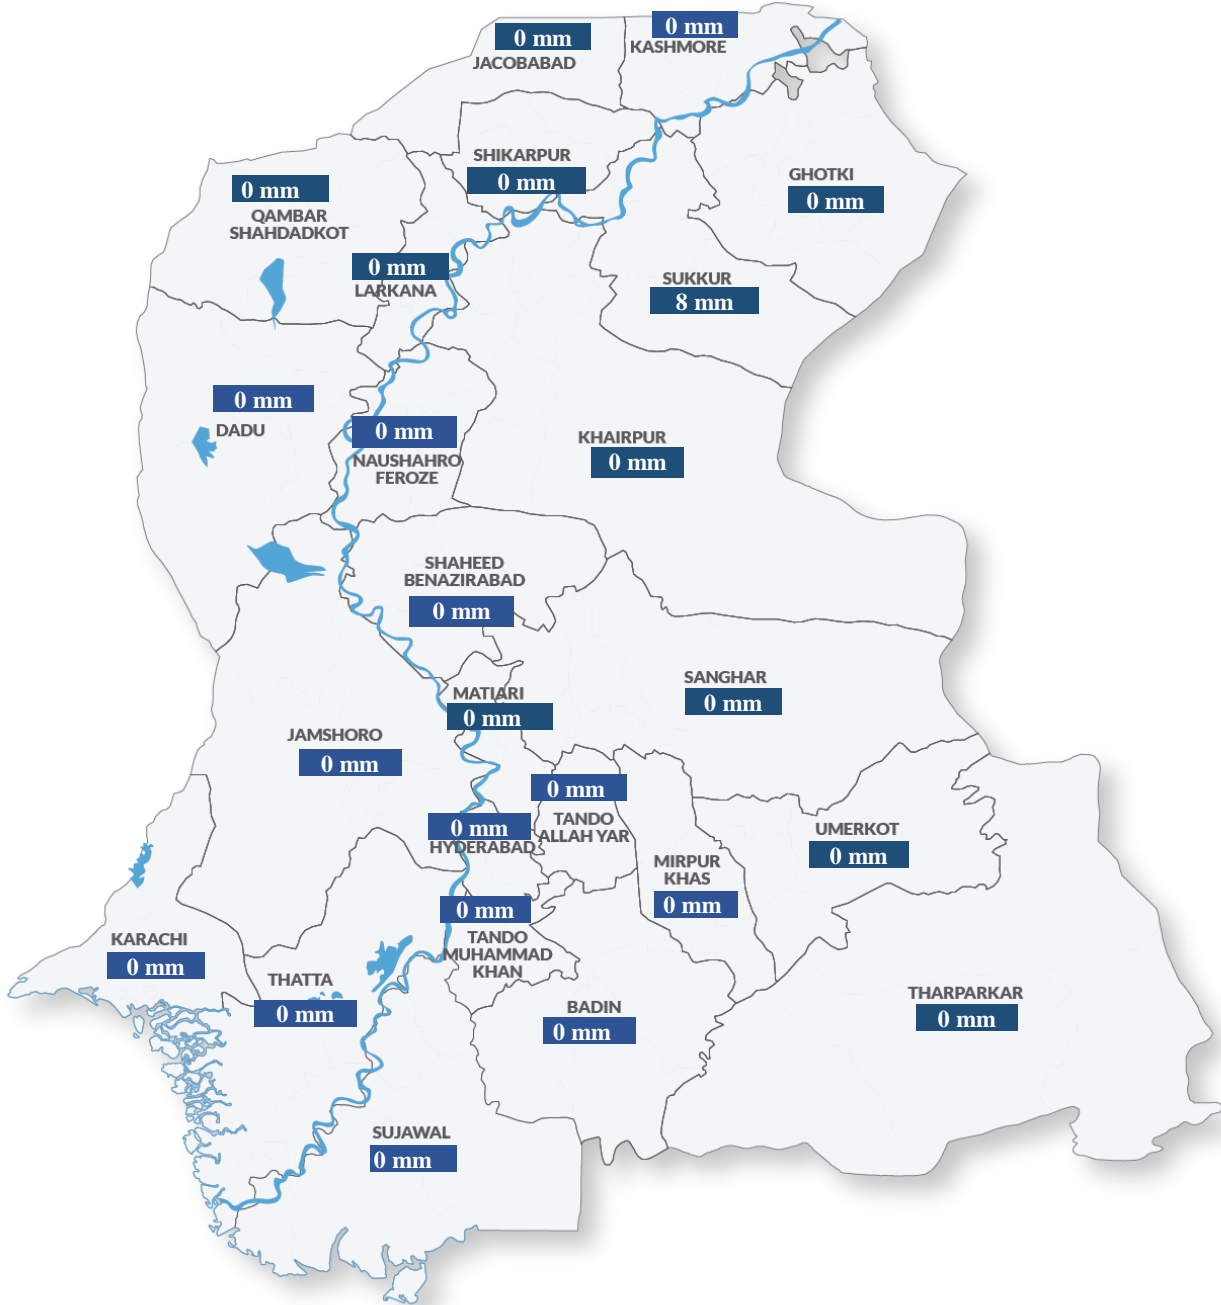 0 mm
KASHMORE
0 mm
JACOBABAD
SHIKARPUR
0 mm
GHOTKI
0 mm
0 mm
QAMBAR
SHAHDADKOT
0 mm
LARKANA
SUKKUR
8 mm
0 mm
DADU
0 mm
NAUSHAHRO
FEROZE
KHAIRPUR
0 mm
SHAHEED
BENAZIRABAD
0 mm
SANGHAR
0 mm
MATIARI
0 mm
JAMSHORO
0 mm
0 mm
TANDO
ALLAH YAR
0 mm
HYDERABAD
UMERKOT
0 mm
MIRPUR
KHAS
0 mm
0 mm
TANDO
MUHAMMAD
KHAN
KARACHI
0 mm
THATTA
0 mm
BADIN
0 mm
THARPARKAR
0 mm
SUJAWAL
0 mm